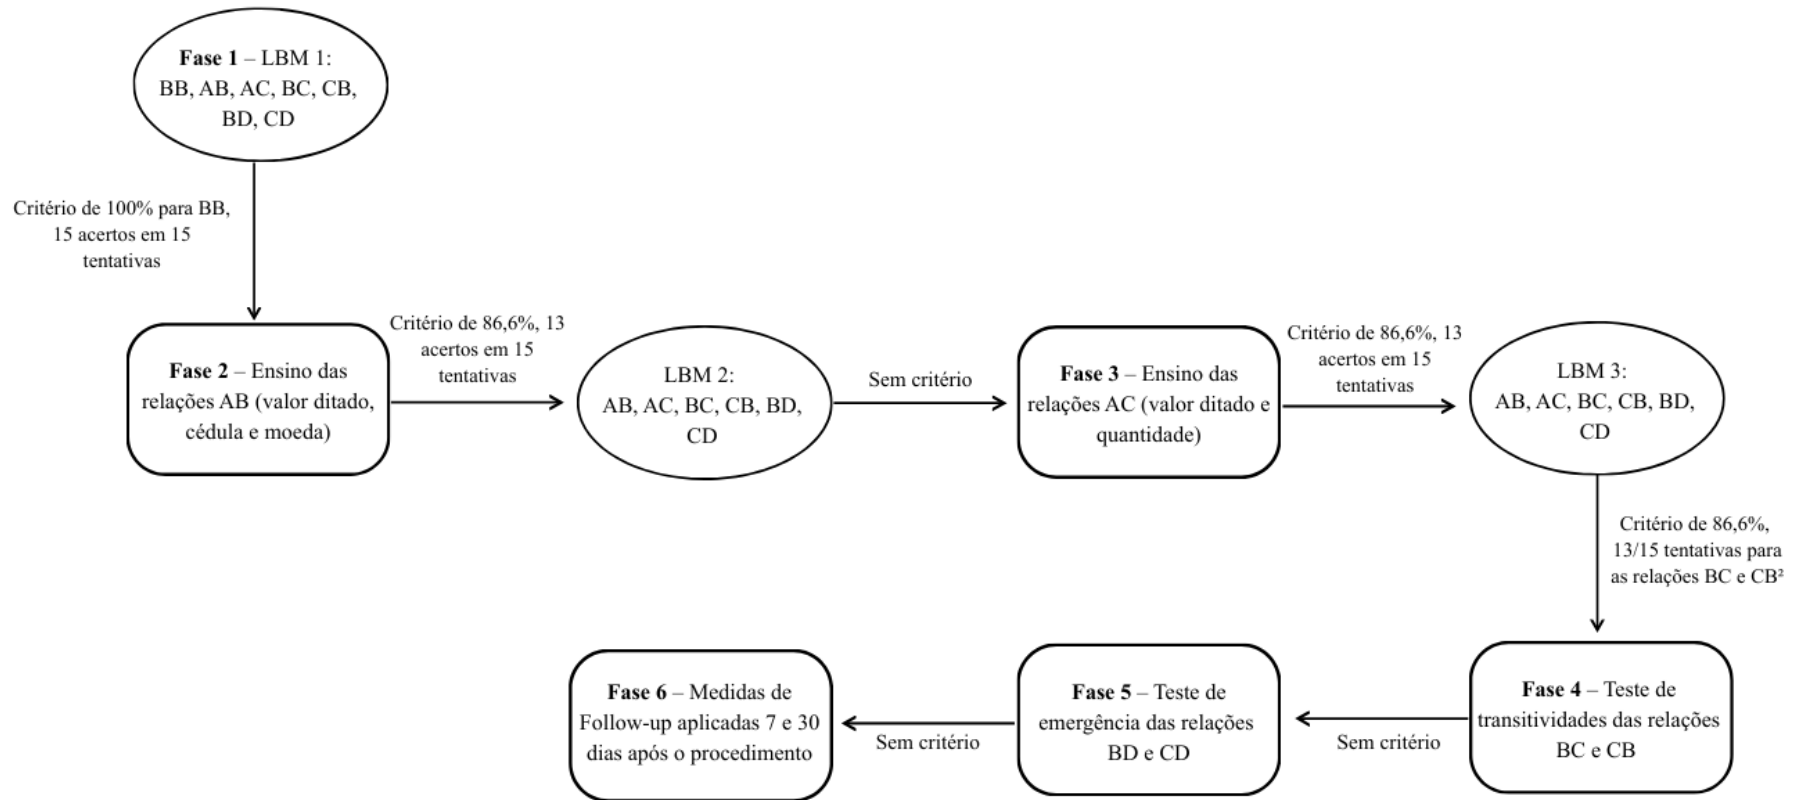 Fase 1 – LBM 1:
BB, AB, AC, BC, CB,
BD, CD
Critério de 100% para BB,
15 acertos em 15
tentativas
Fase 2 – Ensino das
relações AB (valor ditado,
cédula e moeda)
Critério de 86,6%, 13
acertos em 15
tentativas
LBM 2:
AB, AC, BC, CB, BD,
CD
Sem critério
Fase 3 – Ensino das
relações AC (valor ditado e
quantidade)
Critério de 86,6%, 13
acertos em 15
tentativas
LBM 3:
AB, AC, BC, CB, BD,
CD
Critério de 86,6%,
13/15 tentativas para
as relações BC e CB²
Fase 4 – Teste de
transitividades das relações
BC e CB
Sem critério
Fase 5 – Teste de
emergência das relações
BD e CD
Sem critério
Fase 6 – Medidas de
Follow-up aplicadas 7 e 30
dias após o procedimento